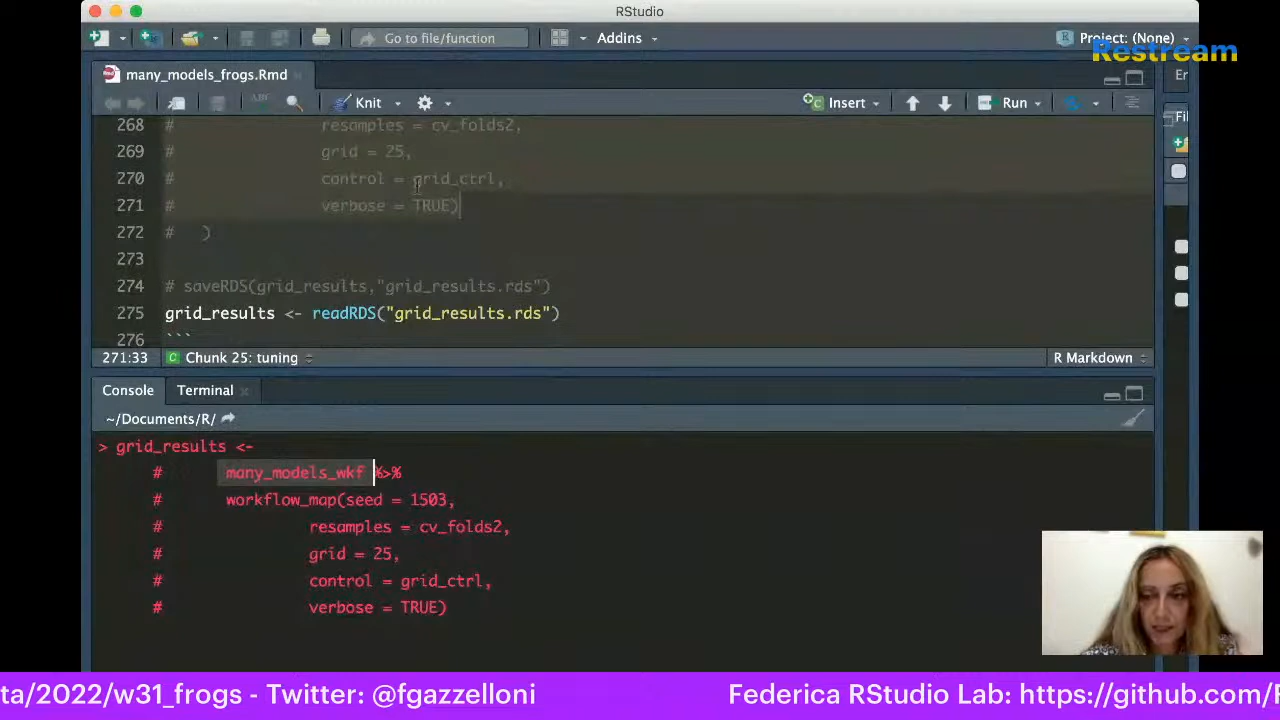 RStudio
Go to file/function
Addins
Project: (None)
Restream
many_models_frogs.Rmd
ABC
Knit
Insert
Run
268 # resamples = cv_folds2,
269 # grid = 25,
270 # control = grid_ctrl,
271 # verbose = TRUE)
272 # )
273
274 # saveRDS(grid_results,"grid_results.rds")
275 grid_results <- readRDS("grid_results.rds")
276 ```
271:33
Chunk 25: tuning
R Markdown
Console
Terminal
~/Documents/R/
> grid_results <-
# many_models_wkf %>%
# workflow_map(seed = 1503,
# resamples = cv_folds2,
# grid = 25,
# control = grid_ctrl,
# verbose = TRUE)
ta/2022/w31_frogs - Twitter: @fgazzelloni
Federica RStudio Lab: https://github.com/F